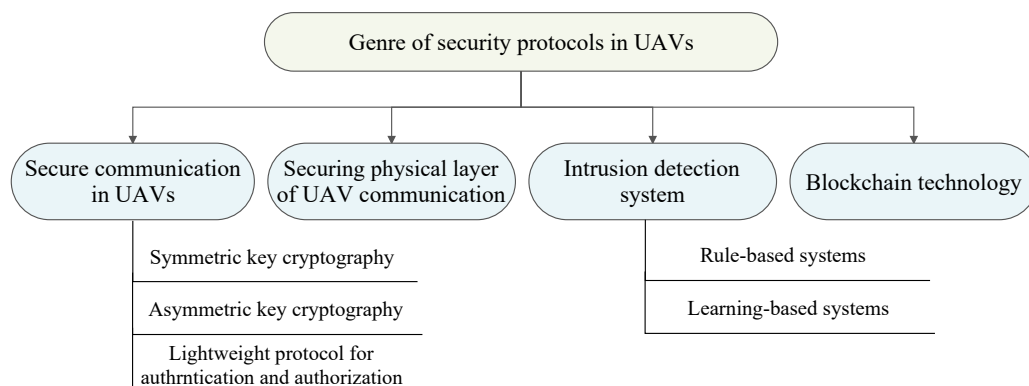 Genre of security protocols in UAVs
Secure communication
in UAVs
Securing physical layer
of UAV communication
Intrusion detection
system
Blockchain technology
Symmetric key cryptography
Asymmetric key cryptography
Lightweight protocol for
authrntication and authorization
Rule-based systems
Learning-based systems